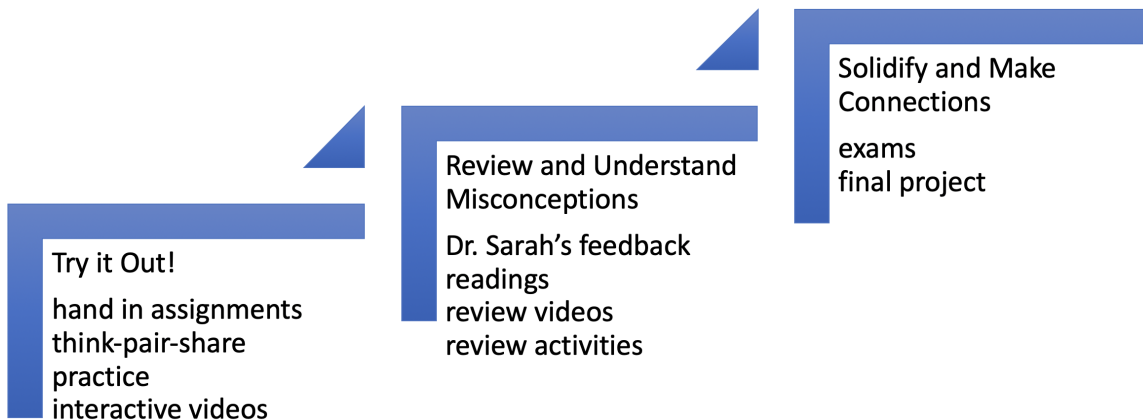 Try it Out!
hand in assignments
think-pair-share
practice
interactive videos
Review and Understand
Misconceptions
Dr. Sarah’s feedback
readings
review videos
review activities
Solidify and Make
Connections
exams
final project